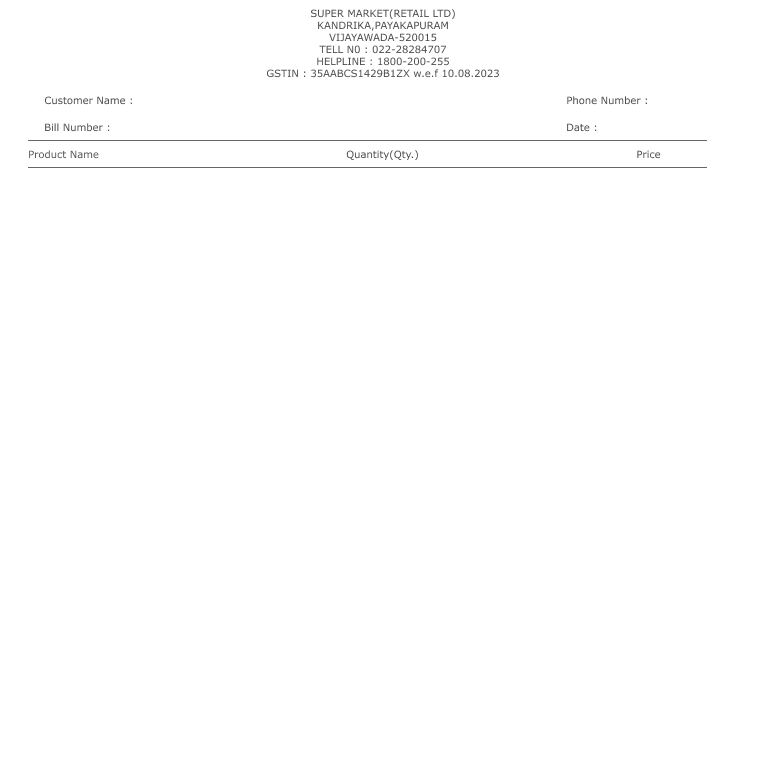 SUPER MARKET(RETAIL LTD)
KANDRIKA,PAYAKAPURAM
VIJAYAWADA-520015
TELL N0 : 022-28284707
HELPLINE : 1800-200-255
GSTIN : 35AABCS1429B1ZX w.e.f 10.08.2023
Customer Name : Phone Number :
Bill Number : Date :
Product Name Quantity(Qty.) Price